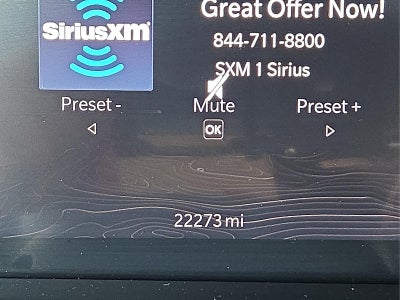 Great Offer Now!
SiriusXM
844-711-8800
SXM 1 Sirius
Preset - Mute Preset +
OK
22273 mi